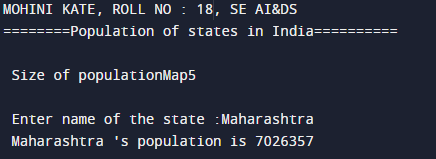 MOHINI KATE, ROLL NO : 18, SE AI&DS
========Population of states in India==========
Size of populationMap5
Enter name of the state :Maharashtra
Maharashtra 's population is 7026357